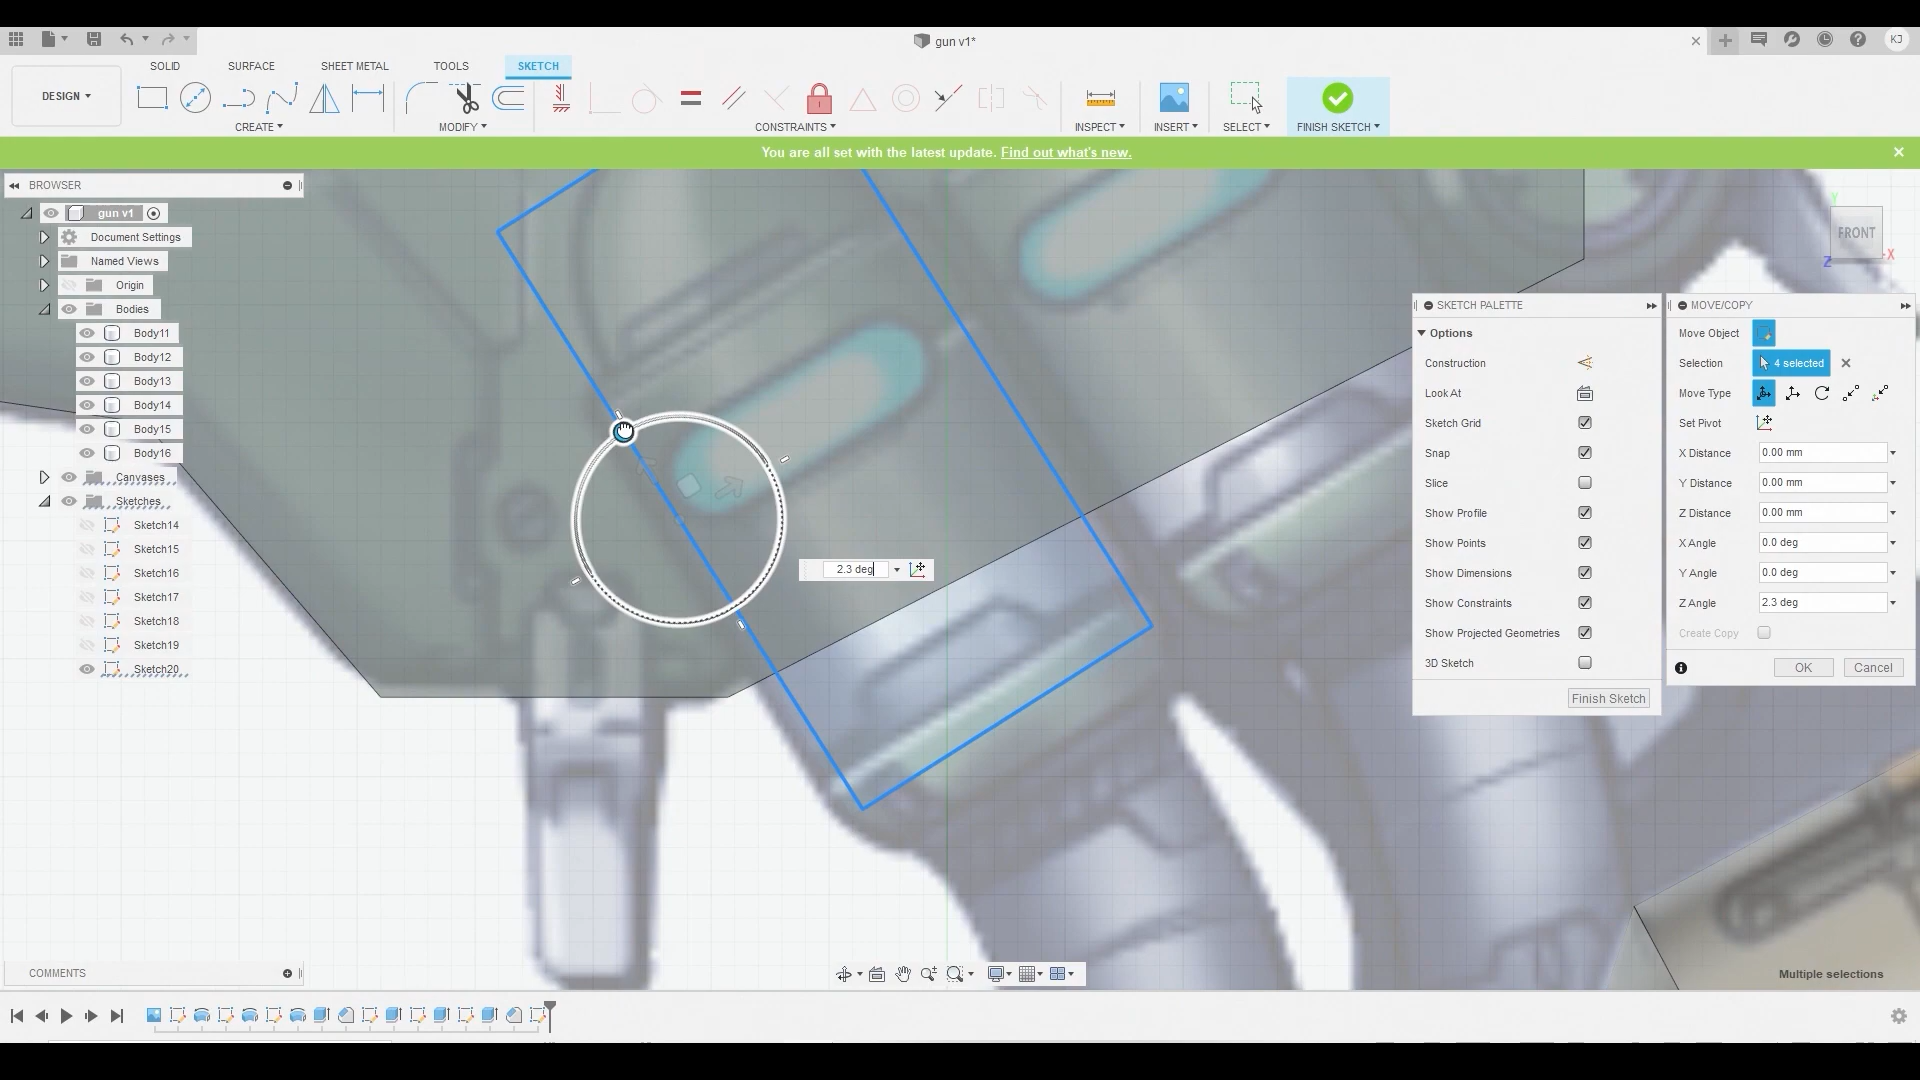 gun v1*
KJ
SOLID SURFACE SHEET METAL TOOLS SKETCH
DESIGN
CREATE MODIFY CONSTRAINTS INSPECT INSERT SELECT FINISH SKETCH
You are all set with the latest update. Find out what's new.
BROWSER
gun v1
Document Settings
Named Views
Origin
Bodies
Body11
Body12
Body13
Body14
Body15
Body16
Canvases
Sketches
Sketch14
Sketch15
Sketch16
Sketch17
Sketch18
Sketch19
Sketch20
2.3 deg
Y
FRONT
X
Z
SKETCH PALETTE
Options
Construction
Look At
Sketch Grid
Snap
Slice
Show Profile
Show Points
Show Dimensions
Show Constraints
Show Projected Geometries
3D Sketch
Finish Sketch
MOVE/COPY
Move Object
Selection 4 selected
Move Type
Set Pivot
X Distance 0.00 mm
Y Distance 0.00 mm
Z Distance 0.00 mm
X Angle 0.0 deg
Y Angle 0.0 deg
Z Angle 2.3 deg
Create Copy
OK Cancel
COMMENTS
Multiple selections